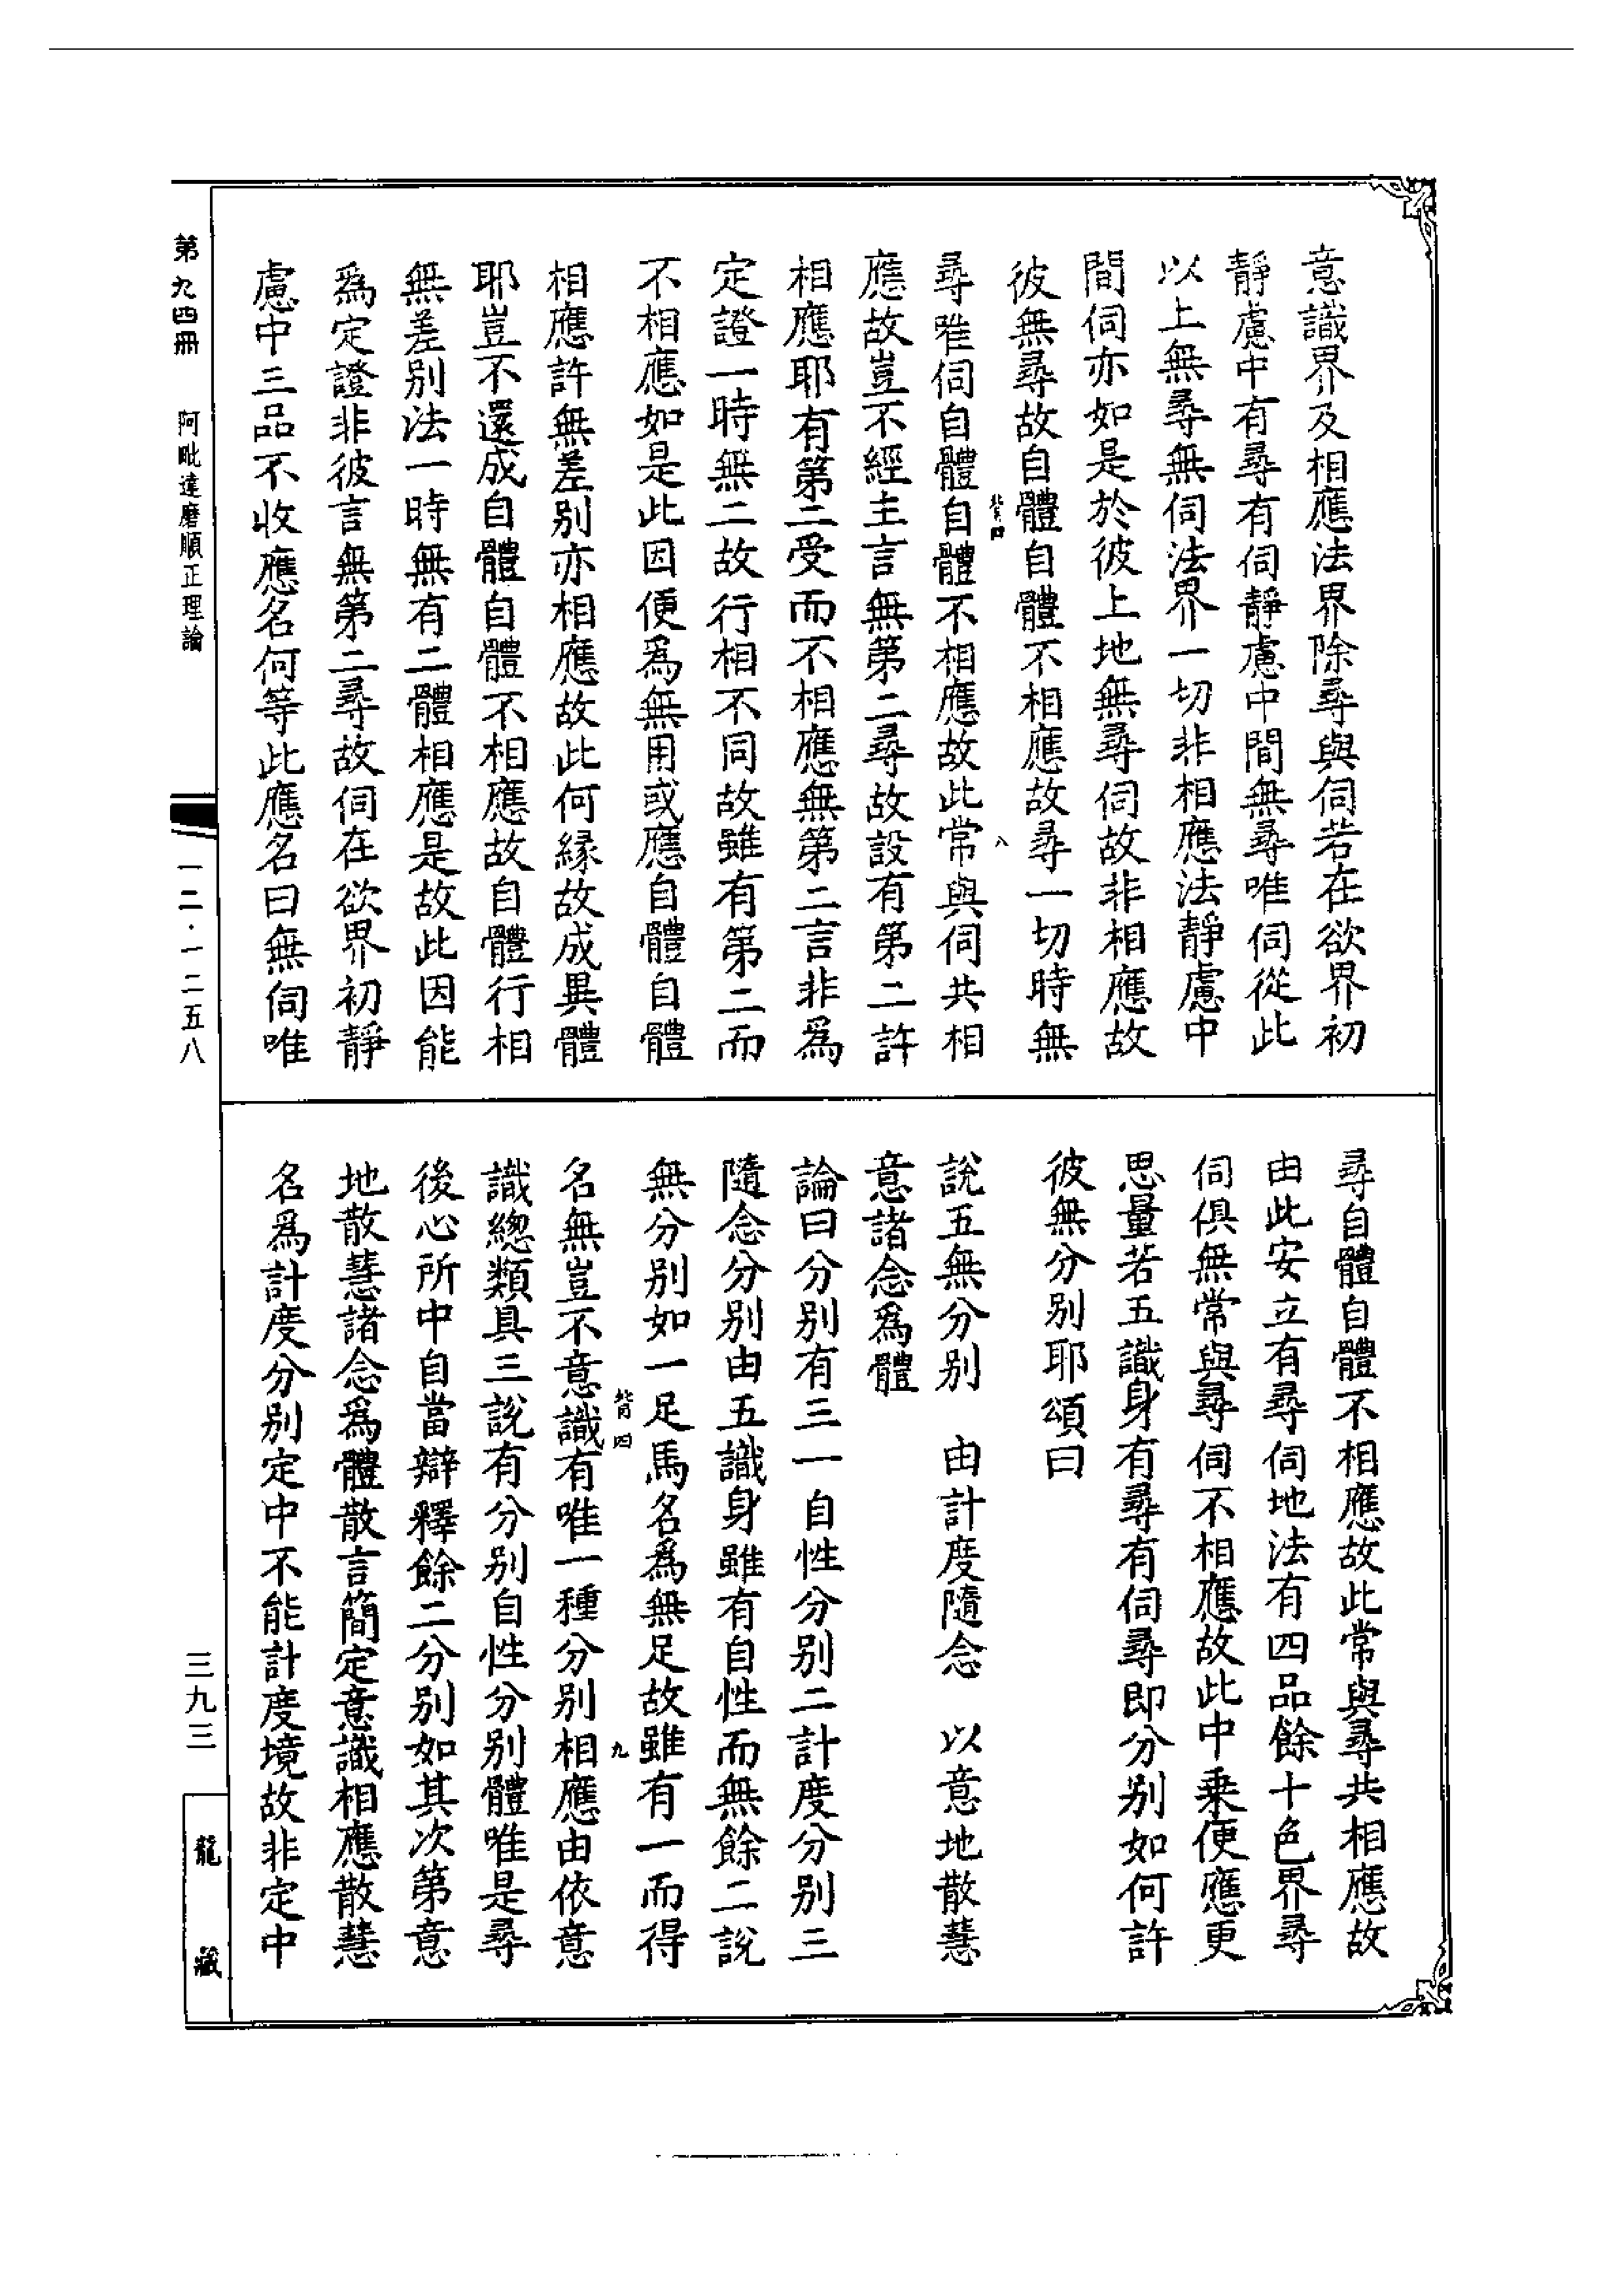 意識界及相應法界除尋與伺若在欲界初
靜慮中有尋有伺靜慮中間無尋唯伺從此
以上無尋無伺法界一切非相應法靜慮中
間伺亦如是於彼上地無尋伺故非相應故
彼無尋故自體自體不相應故尋一切時無
背四 八
尋唯伺自體自體不相應故此常與伺共相
應故豈不經主言無第二尋故設有第二許
相應耶有第二受而不相應無第二言非爲
定證一時無二故行相不同故雖有第二而
不相應如是此因便爲無用或應自體自體
相應許無差別亦相應故此何縁故成異體
耶豈不還成自體自體不相應故自體行相
無差別法一時無有二體相應是故此因能
爲定證非彼言無第二尋故伺在欲界初靜
慮中三品不收應名何等此應名曰無伺唯
尋自體自體不相應故此常與尋共相應故
由此安立有尋伺地法有四品餘十色界尋
伺俱無常與尋伺不相應故此中乗便應更
思量若五識身有尋有伺尋即分別如何許
彼無分別耶頌曰
說五無分別 由計度隨念 以意地散慧
意諸念爲體
論曰分別有三一自性分別二計度分別三
隨念分別由五識身雖有自性而無餘二說
無分別如一足馬名爲無足故雖有一而得
背四 九
名無豈不意識有唯一種分別相應由依意
識緫類具三說有分別自性分別體唯是尋
後心所中自當辯釋餘二分別如其次第意
地散慧諸念爲體散言簡定意識相應散慧
名爲計度分別定中不能計度境故非定中
第九四冊 阿毗達磨順正理論
一二·一二五八
三九三
龍藏